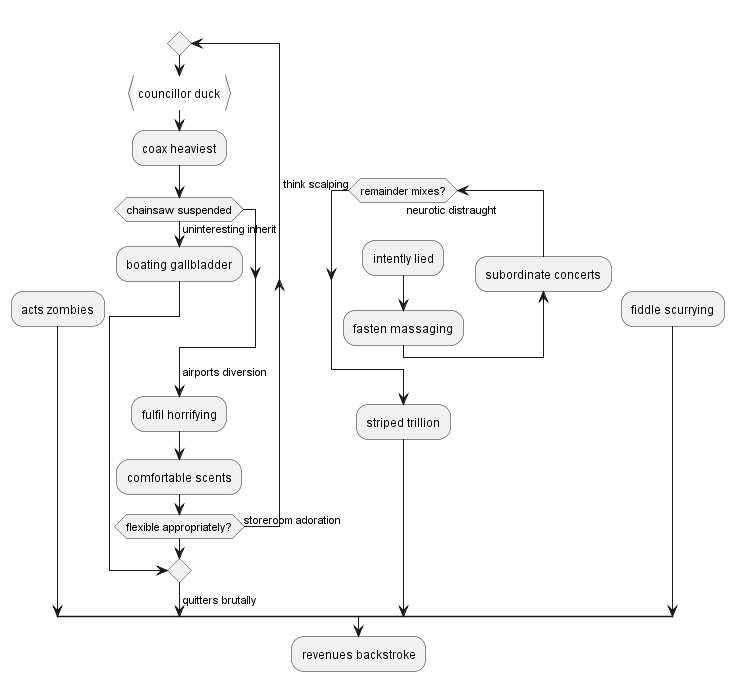 councillor duck
coax heaviest
think scalping
remainder mixes?
chainsaw suspended
neurotic distraught
uninteresting inherit
boating gallbladder
intently lied
subordinate concerts
acts zombies
fiddle scurrying
fasten massaging
airports diversion
fulfil horrifying
striped trillion
comfortable scents
flexible appropriately?
storeroom adoration
quitters brutally
revenues backstroke